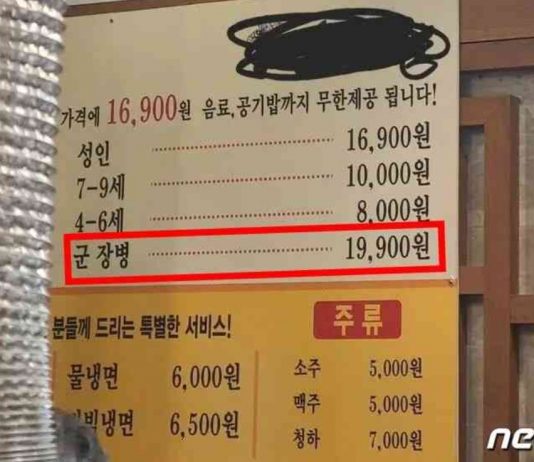 가격에 16,900원 음료,공기밥까지 무한제공 됩니다!
성인 16,900원
7-9세 10,000원
4-6세 8,000원
군 장병 19,900원
분들께 드리는 특별한 서비스!
물냉면 6,000원
빔냉면 6,500원
주류
소주 5,000원
맥주 5,000원
청하 7,000원
ne